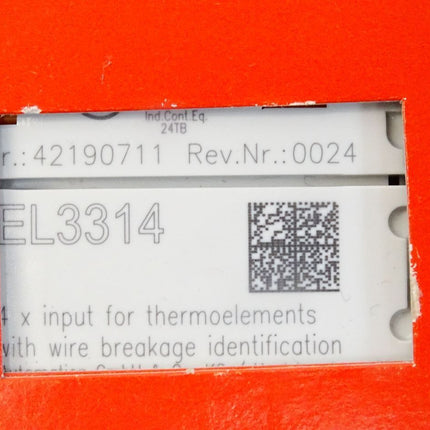 Ind.Cont.Eq.
24TB
r.: 42190711 Rev.Nr.:0024
EL3314
4 x input for thermoelements
with wire breakage identification